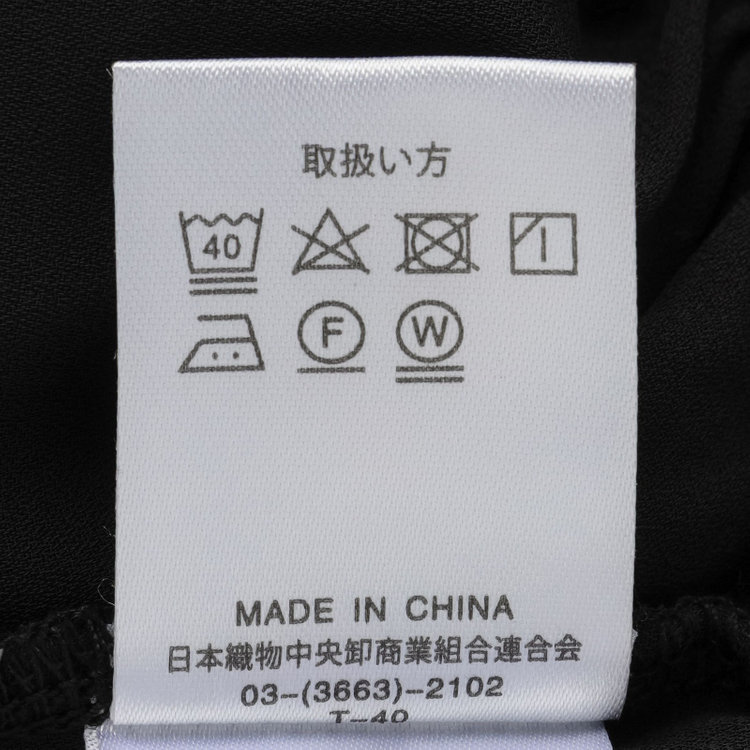 取扱い方
40
F W
MADE IN CHINA
日本織物中央卸商業組合連合会
03-(3663)-2102
T-40